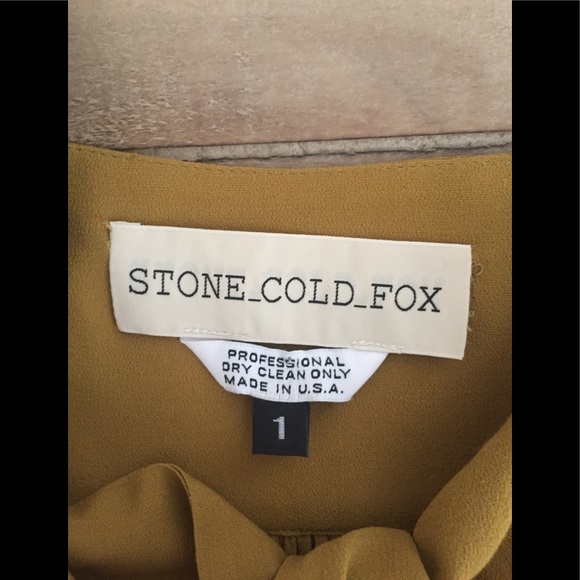 STONE_COLD_FOX
PROFESSIONAL
DRY CLEAN ONLY
MADE IN U.S.A.
1